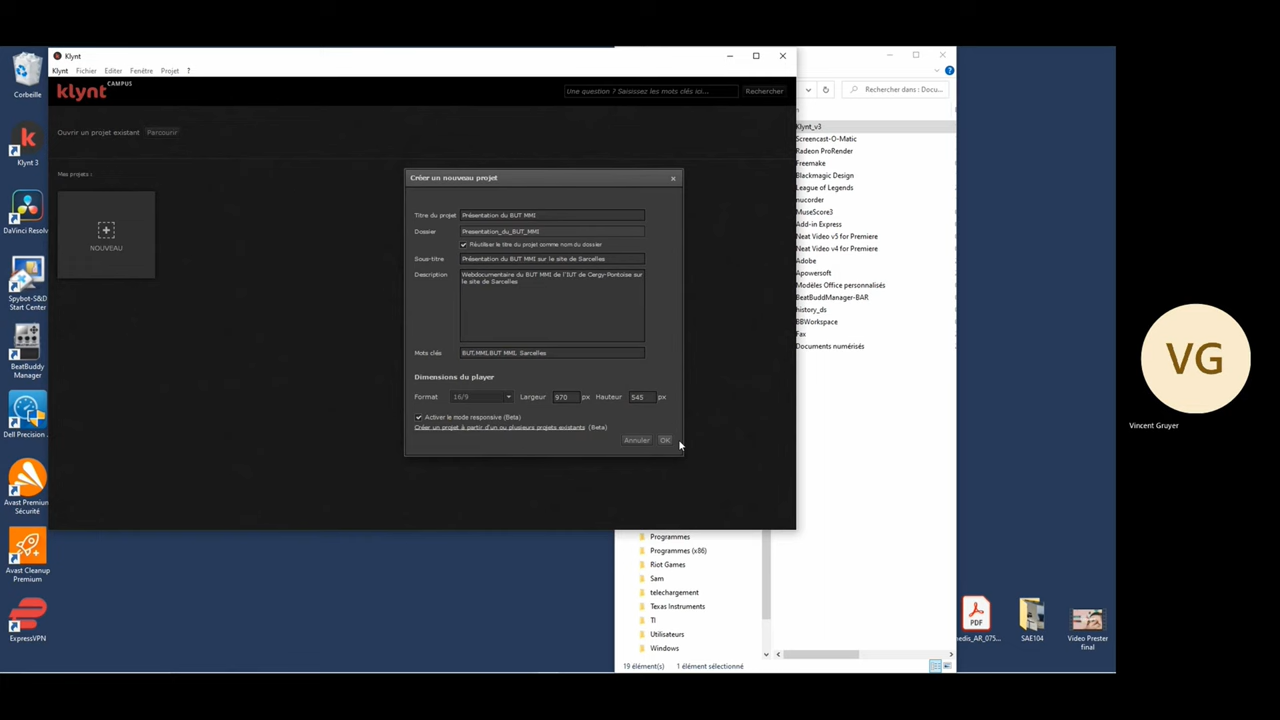 Klynt
Klynt Fichier Editer Fenêtre Projet ?
klynt CAMPUS
Une question ? Saisissez les mots clés ici...
Rechercher
Ouvrir un projet existant Parcourir
Mes projets :
NOUVEAU
Créer un nouveau projet
Titre du projet Présentation du BUT MMI
Dossier Presentation_du_BUT_MMI
Réutiliser le titre du projet comme nom du dossier
Sous-titre Présentation du BUT MMI sur le site de Sarcelles
Description Webdocumentaire du BUT MMI de l'IUT de Cergy-Pontoise sur
le site de Sarcelles
Mots clés BUT,MMI,BUT MMI, Sarcelles
Dimensions du player
Format 16/9 Largeur 970 px Hauteur 545 px
Activer le mode responsive (Beta)
Créer un projet à partir d'un ou plusieurs projets existants (Beta)
Annuler OK
Corbeille
k
Klynt 3
DaVinci Resolv
Spybot-S&D
Start Center
BeatBuddy
Manager
Dell Precision ...
Avast Premium
Sécurité
Avast Cleanup
Premium
ExpressVPN
Rechercher dans : Docu...
Klynt_v3
Screencast-O-Matic
Radeon ProRender
Freemake
Blackmagic Design
League of Legends
nucorder
MuseScore3
Add-in Express
Neat Video v5 for Premiere
Neat Video v4 for Premiere
Adobe
Apowersoft
Modèles Office personnalisés
BeatBuddManager-BAR
history_ds
BBWorkspace
Fax
Documents numérisés
Programmes
Programmes (x86)
Riot Games
Sam
telechargement
Texas Instruments
TI
Utilisateurs
Windows
19 élément(s) 1 élément sélectionné
PDF
nedis_AR_075...
SAE104
Video Prester
final
VG
Vincent Gruyer